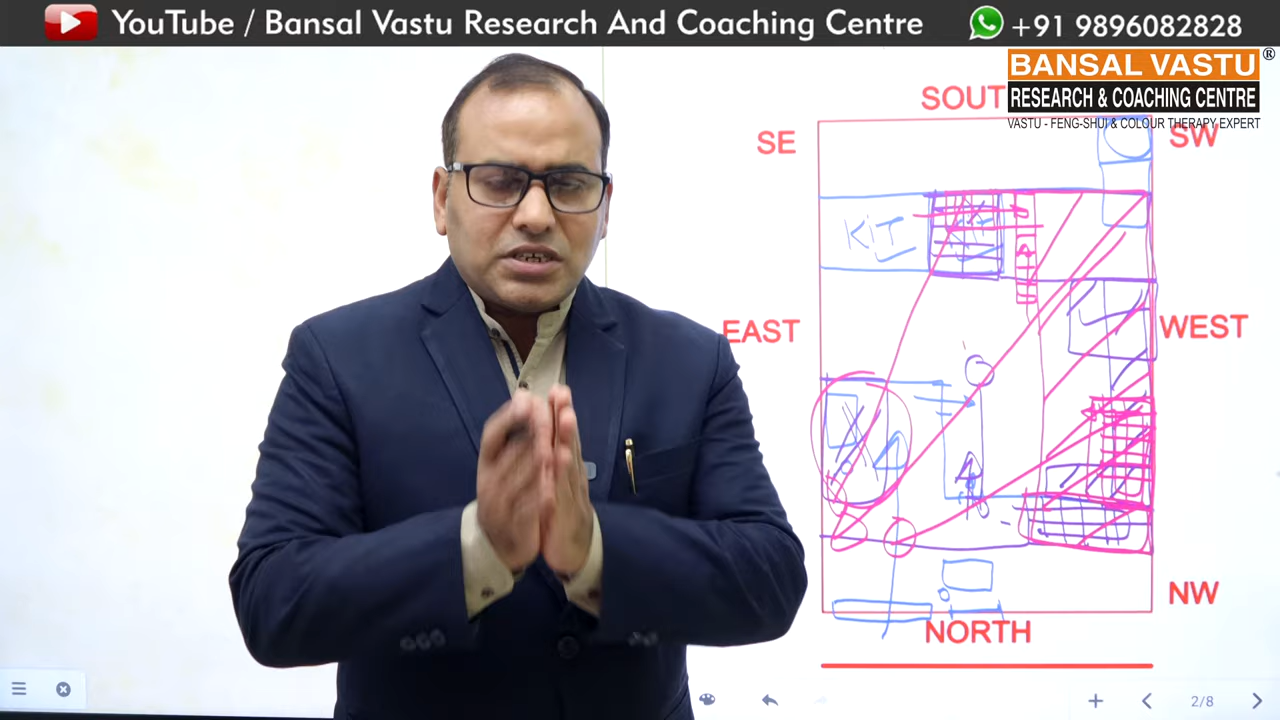 YouTube / Bansal Vastu Research And Coaching Centre
+91 9896082828
BANSAL VASTU ®
RESEARCH & COACHING CENTRE
VASTU - FENG-SHUI & COLOUR THERAPY EXPERT
SOUT
SE
SW
KIT
EAST
WEST
NW
NORTH
2/8